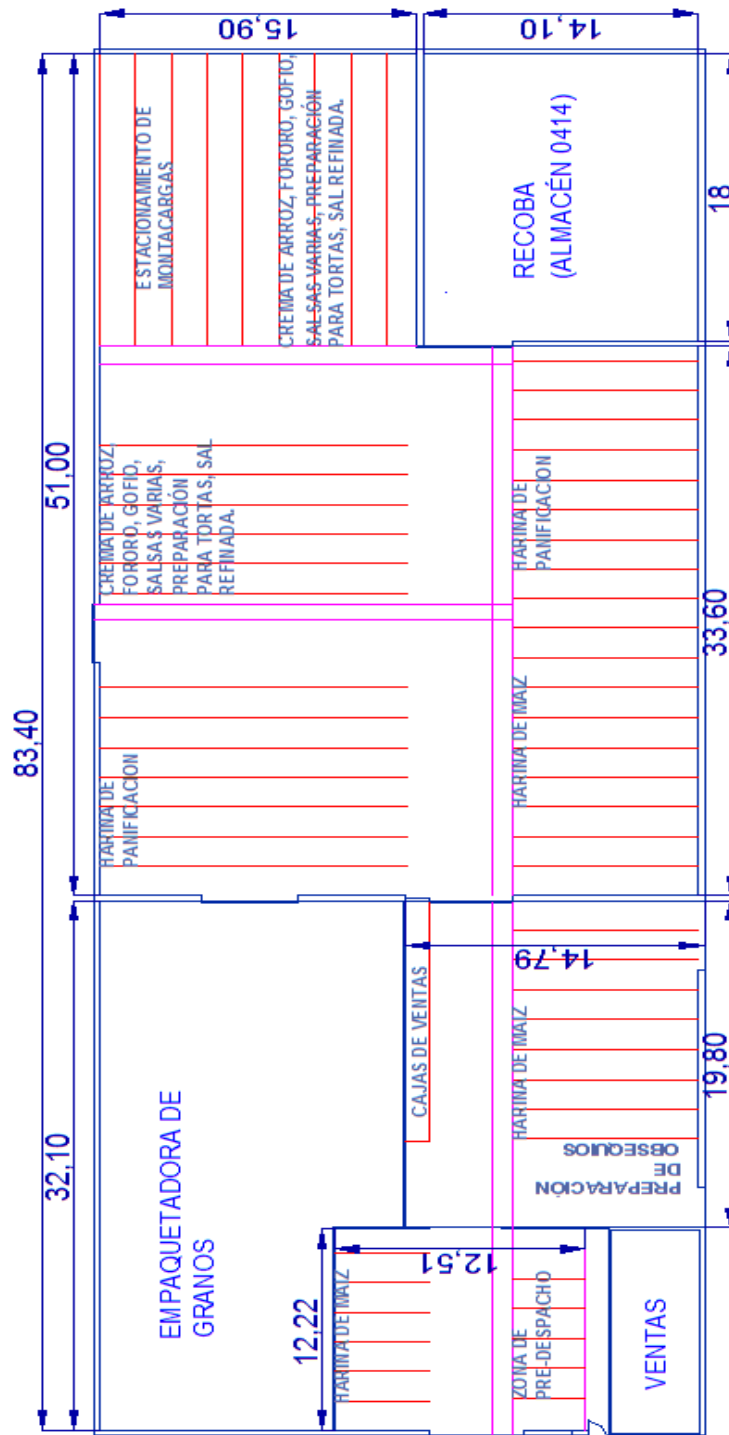 15,90
14,10
83,40
51,00
ESTACIONAMIENTO DE
MONTACARGAS
CREMA DE ARROZ, FORORO, GOFIO,
SALSAS VARIAS, PREPARACIÓN
PARA TORTAS, SAL REFINADA.
RECOBA
(ALMACÉN 0414)
18
CREMA DE ARROZ,
FORORO, GOFIO,
SALSAS VARIAS,
PREPARACIÓN
PARA TORTAS, SAL
REFINADA.
HARINA DE
PANIFICACION
33,60
HARINA DE
PANIFICACION
HARINA DE MAIZ
32,10
EMPAQUETADORA DE
GRANOS
CAJAS DE VENTAS
14,79
HARINA DE MAIZ
19,80
PREPARACIÓN
DE
OBSEQUIOS
12,22
HARINA DE MAIZ
12,51
ZONA DE
PRE-DESPACHO
VENTAS